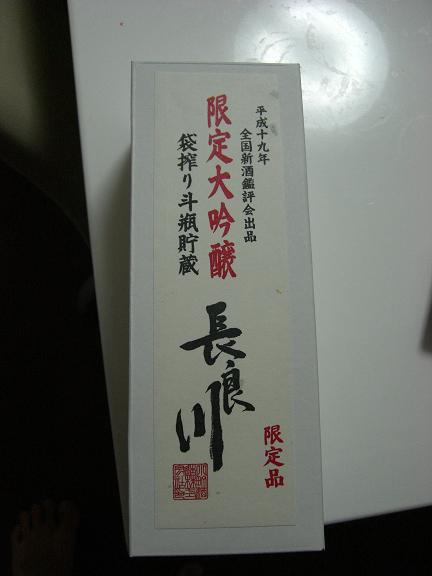 平成十九年
全国新酒鑑評会出品
限定大吟醸
袋搾り斗瓶貯蔵
長良川
限定品